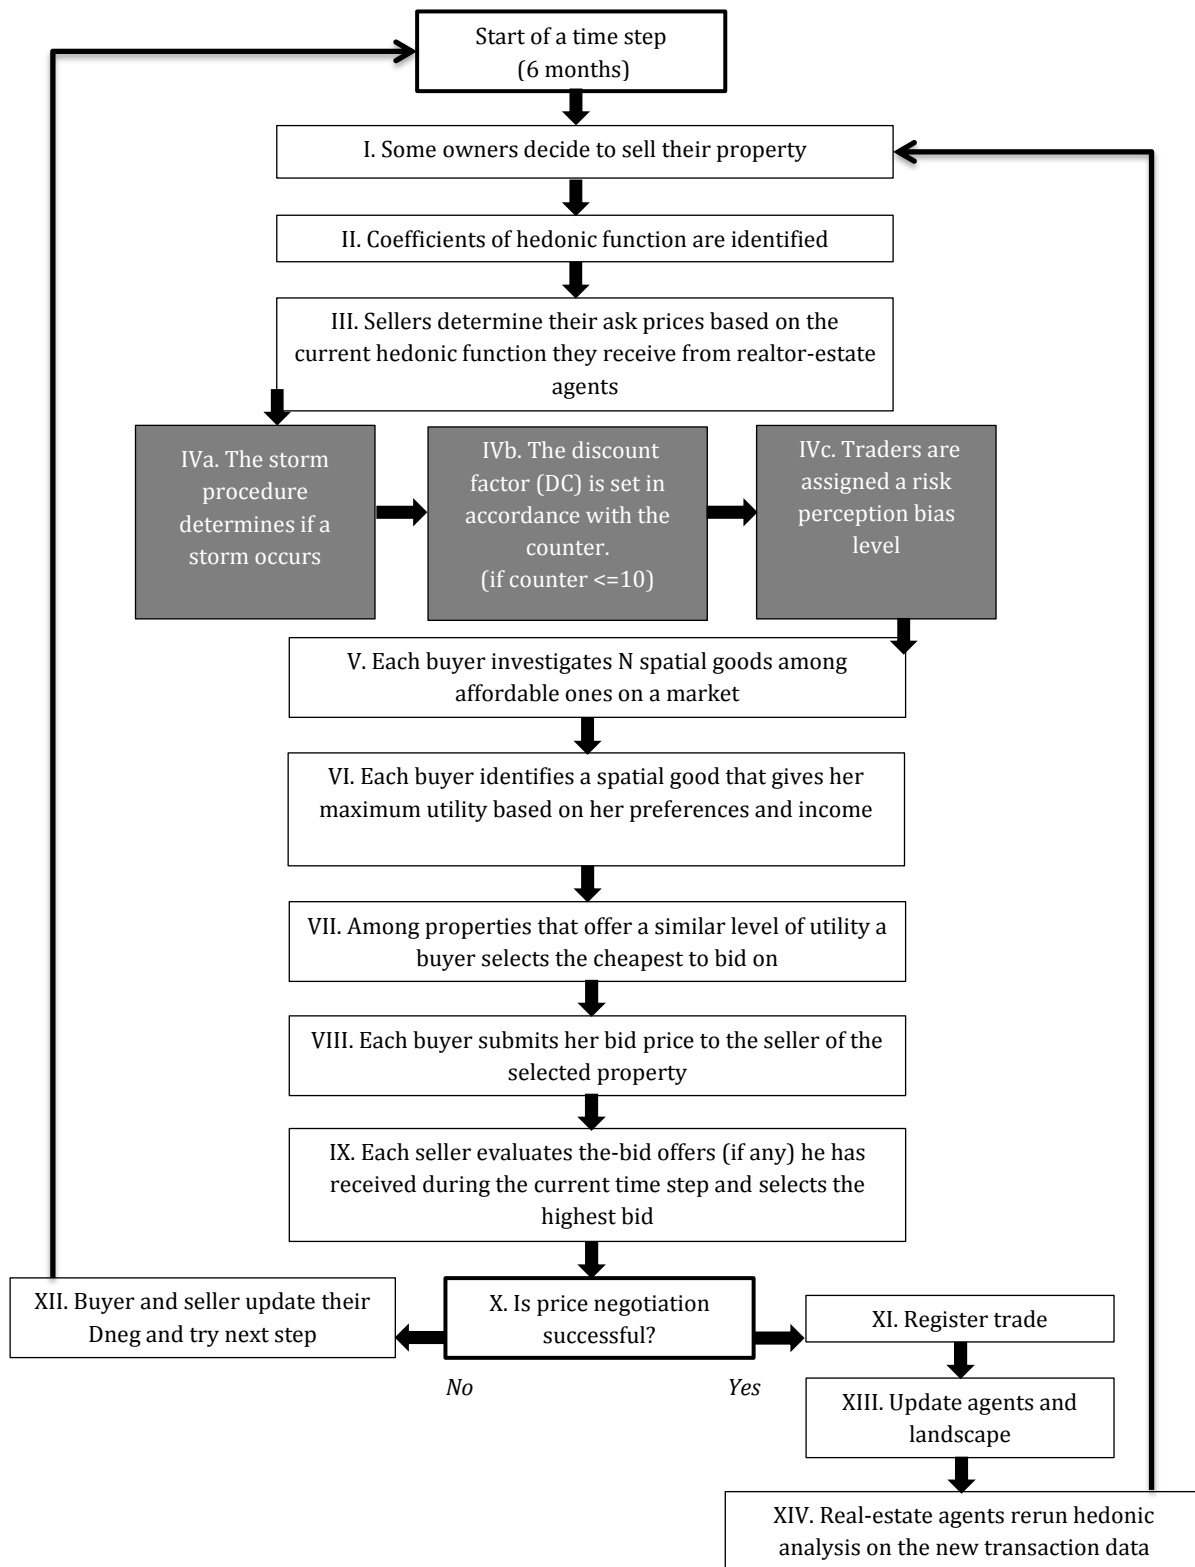 Start of a time step
(6 months)
I. Some owners decide to sell their property
II. Coefficients of hedonic function are identified
III. Sellers determine their ask prices based on the
current hedonic function they receive from realtor-estate
agents
IVa. The storm
procedure
determines if a
storm occurs
IVb. The discount
factor (DC) is set in
accordance with the
counter.
(if counter <=10)
IVc. Traders are
assigned a risk
perception bias
level
V. Each buyer investigates N spatial goods among
affordable ones on a market
VI. Each buyer identifies a spatial good that gives her
maximum utility based on her preferences and income
VII. Among properties that offer a similar level of utility a
buyer selects the cheapest to bid on
VIII. Each buyer submits her bid price to the seller of the
selected property
IX. Each seller evaluates the-bid offers (if any) he has
received during the current time step and selects the
highest bid
X. Is price negotiation
successful?
XII. Buyer and seller update their
Dneg and try next step
No
Yes
XI. Register trade
XIII. Update agents and
landscape
XIV. Real-estate agents rerun hedonic
analysis on the new transaction data